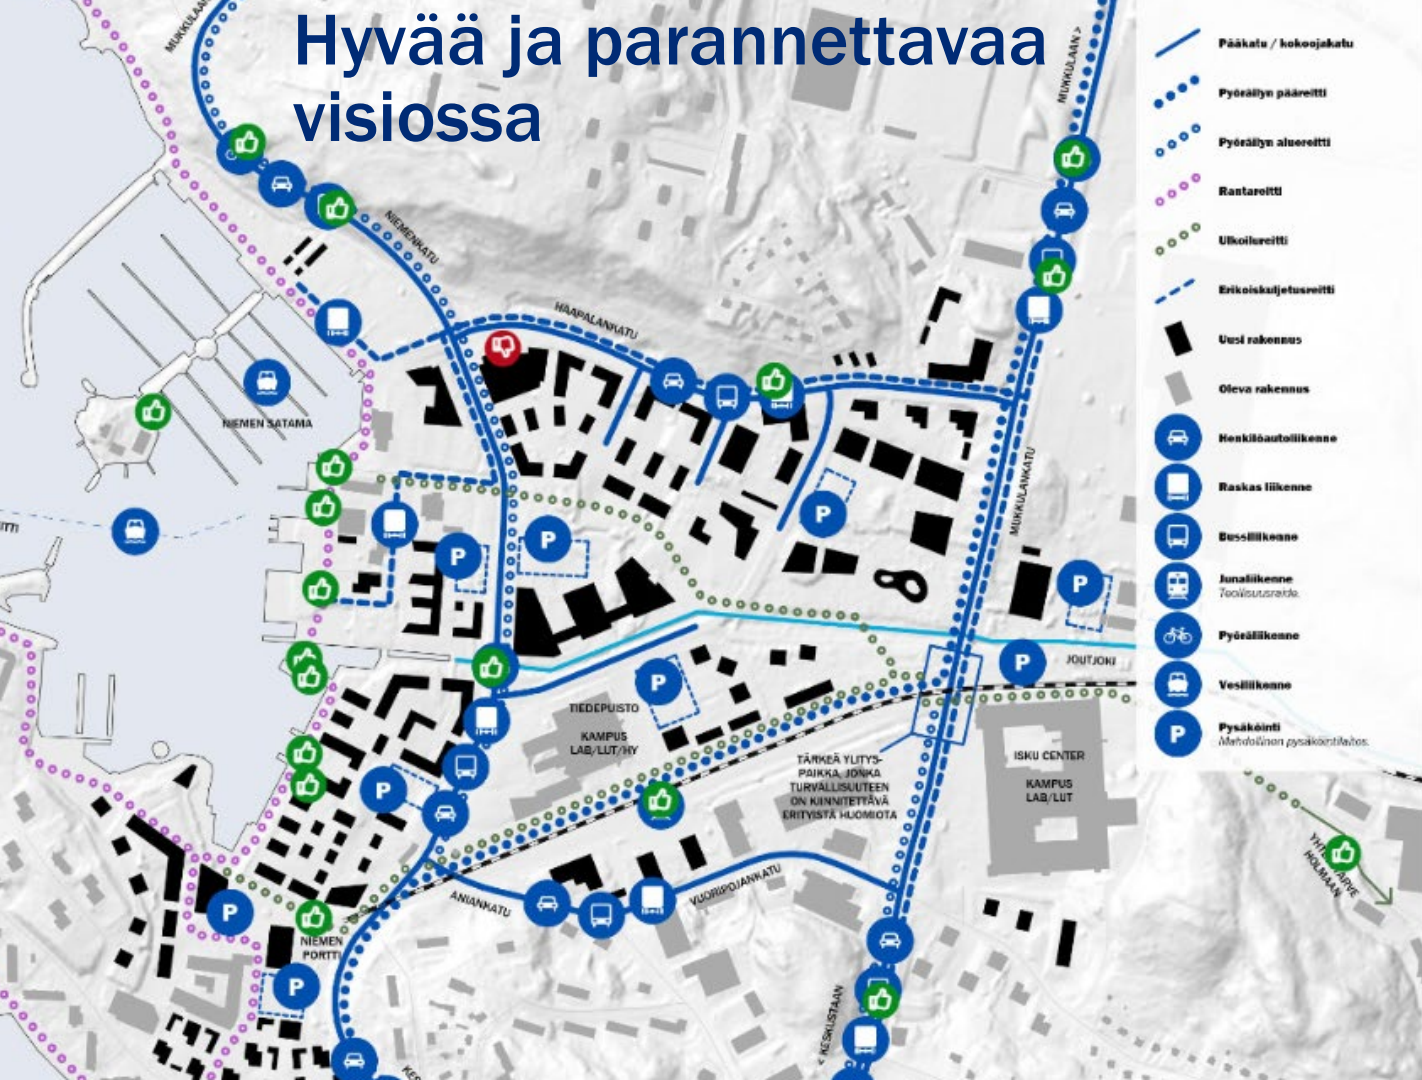 Hyvää ja parannettavaa
visiossa
MUKKULAAN
MUKKULAAN >
NIEMENKATU
HAAPALANKATU
NIEMEN SATAMA
MUKKULANKATU
JOUTJOKI
TIEDEPUISTO
KAMPUS
LAB/LUT/HY
TÄRKEÄ YLITYS-
PAIKKA, JONKA
TURVALLISUUTEEN
ON KIINNITETTÄVÄ
ERITYISTÄ HUOMIOTA
ISKU CENTER
KAMPUS
LAB/LUT
ANIANKATU
VUORIPOJANKATU
NIEMEN
PORTTI
< KESKUSTAAN
HOLMAAN
P
P
P
P
P
P
P
P
P
Pääkatu / kokoojakatu
Pyöräilyn pääreitti
Pyöräilyn aluereitti
Rantareitti
Ulkoilureitti
Erikoiskuljetusreitti
Uusi rakennus
Oleva rakennus
Henkilöautoliikenne
Raskas liikenne
Bussiliikenne
Junaliikenne
Teollisuusraide.
Pyöräliikenne
Vesiliikenne
P
Pysäköinti
Mahdollinen pysäköintilaitos.